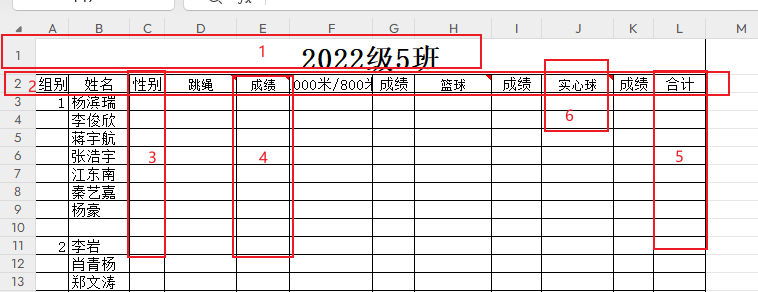 A B C D E F G H I J K L M
1 1 2022级5班
2 2 组别 姓名 性别 跳绳 成绩 1000米/800米 成绩 篮球 成绩 实心球 成绩 合计
3 1 杨滨瑞
4 李俊欣 6
5 蒋宇航
6 张浩宇 3 4 5
7 江东南
8 秦艺嘉
9 杨豪
10
11 2 李岩
12 肖青杨
13 郑文涛